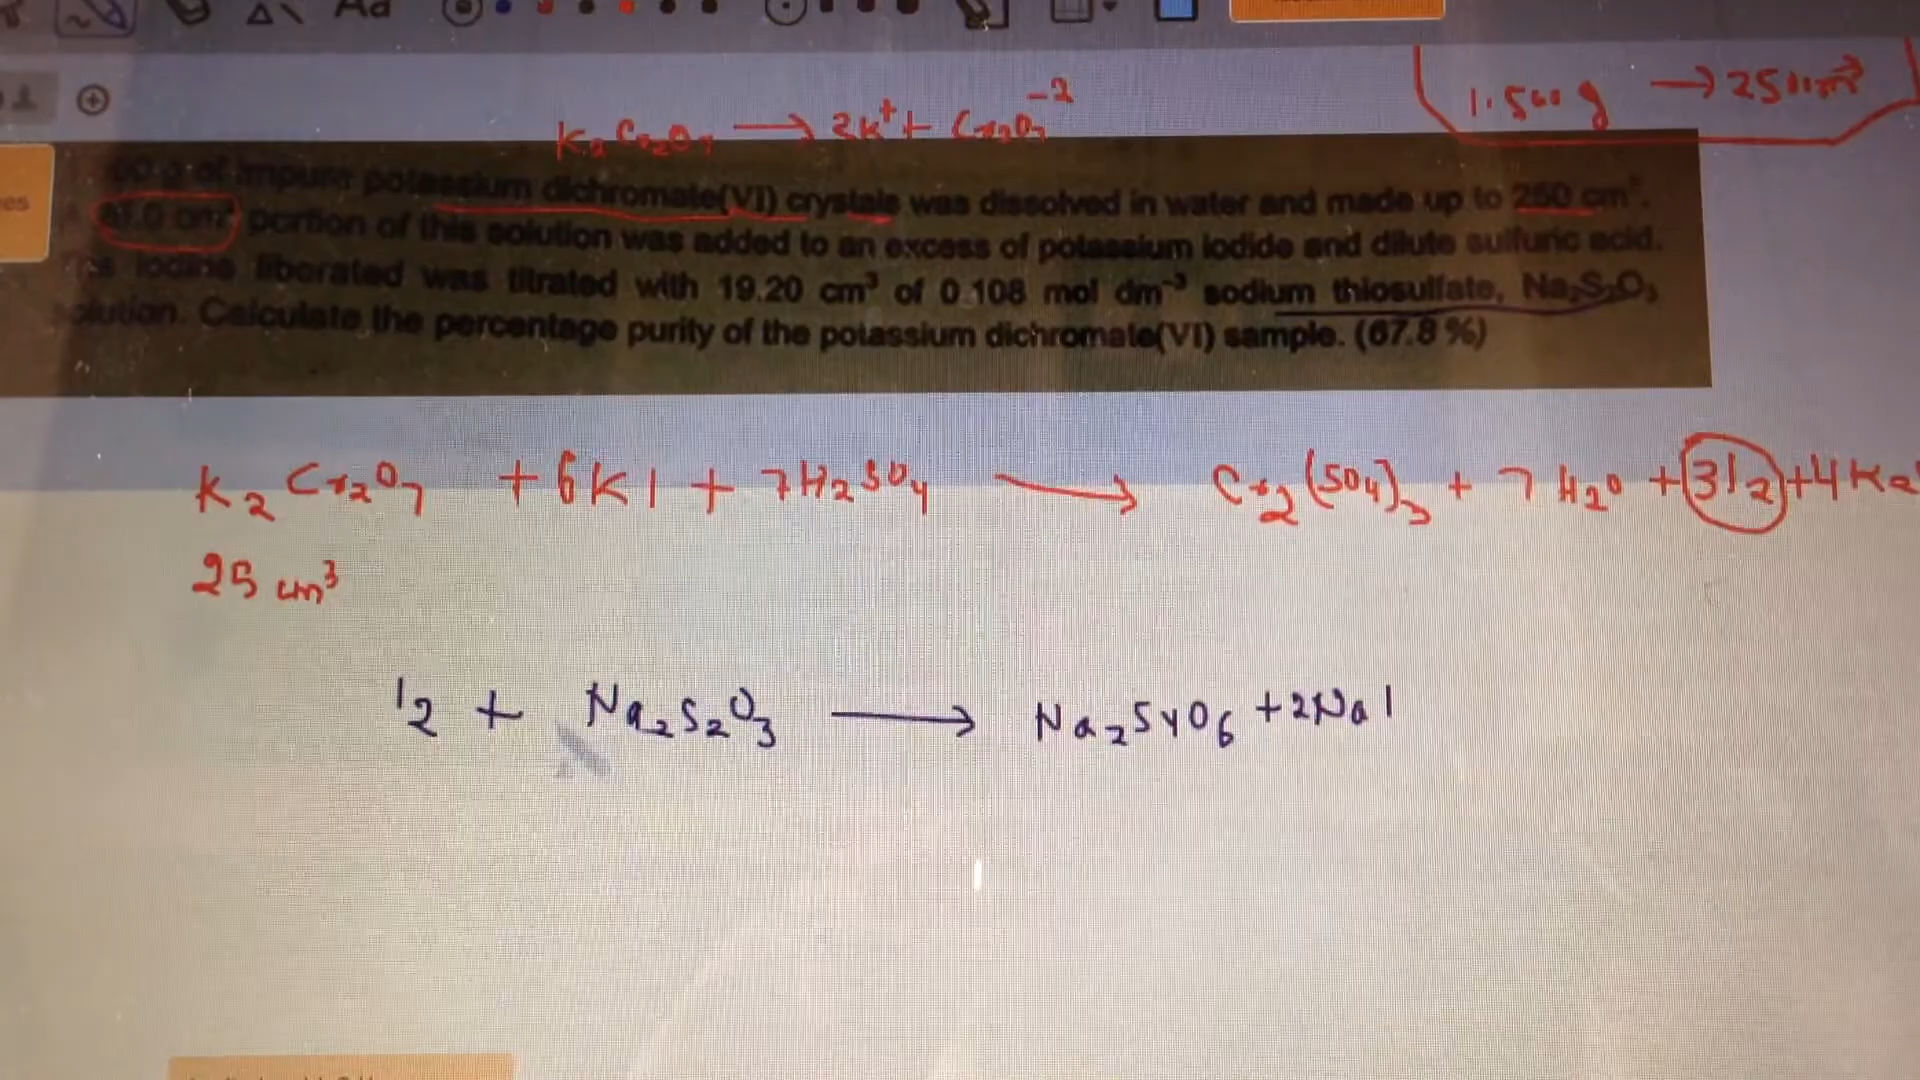 Aa
1.500 g → 250 cm³
K₂Cr₂O₇ → 2K⁺ + Cr₂O₇⁻²
es
g of impure potassium dichromate(VI) crystals was dissolved in water and made up to 250 cm³.
portion of this solution was added to an excess of potassium iodide and dilute sulfuric acid.
iodine liberated was titrated with 19.20 cm³ of 0.108 mol dm⁻³ sodium thiosulfate, Na₂S₂O₃
solution. Calculate the percentage purity of the potassium dichromate(VI) sample. (67.8 %)
K₂Cr₂O₇ + 6KI + 7H₂SO₄ → Cr₂(SO₄)₃ + 7H₂O + 3I₂ + 4K₂
25 cm³
I₂ + Na₂S₂O₃ → Na₂S₄O₆ + 2NaI